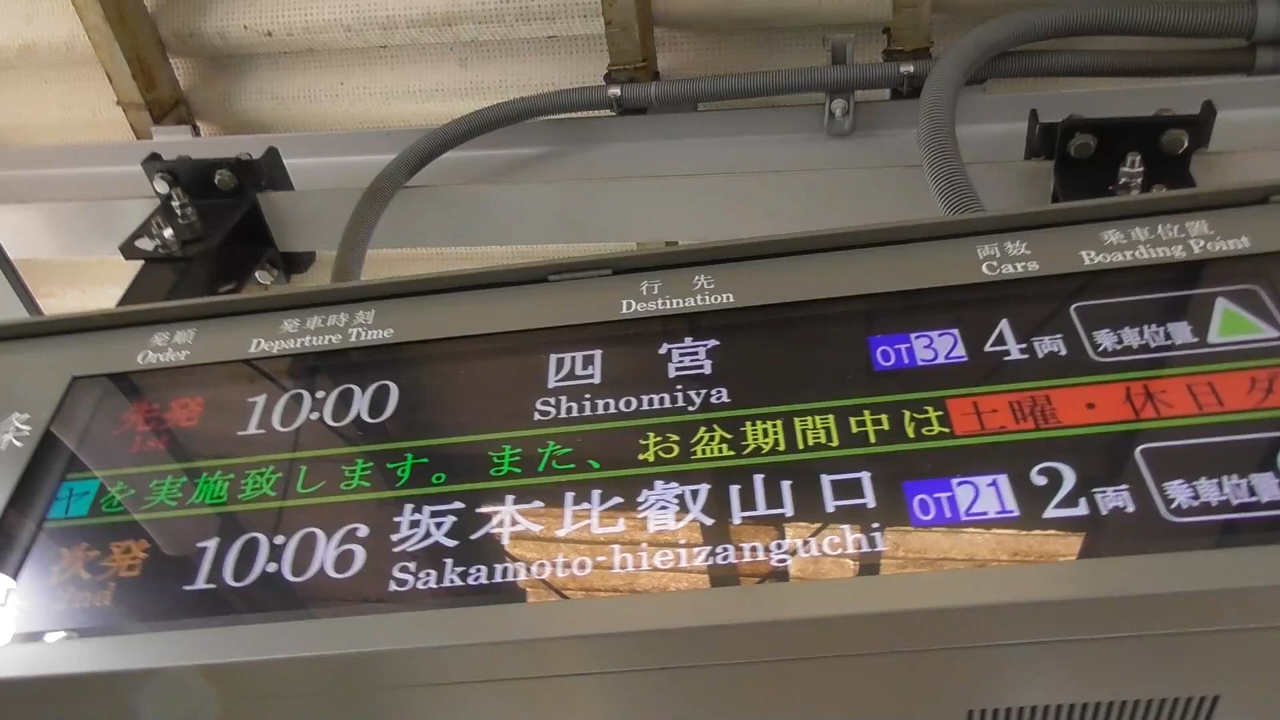 発順 発車時刻 行先 両数 乗車位置
Order Departure Time Destination Cars Boarding Point
先発 10:00 四宮 OT32 4両 乗車位置
1st Shinomiya
ヤを実施致します。また、お盆期間中は土曜・休日ダ
次発 10:06 坂本比叡山口 OT21 2両 乗車位置
2nd Sakamoto-hieizanguchi